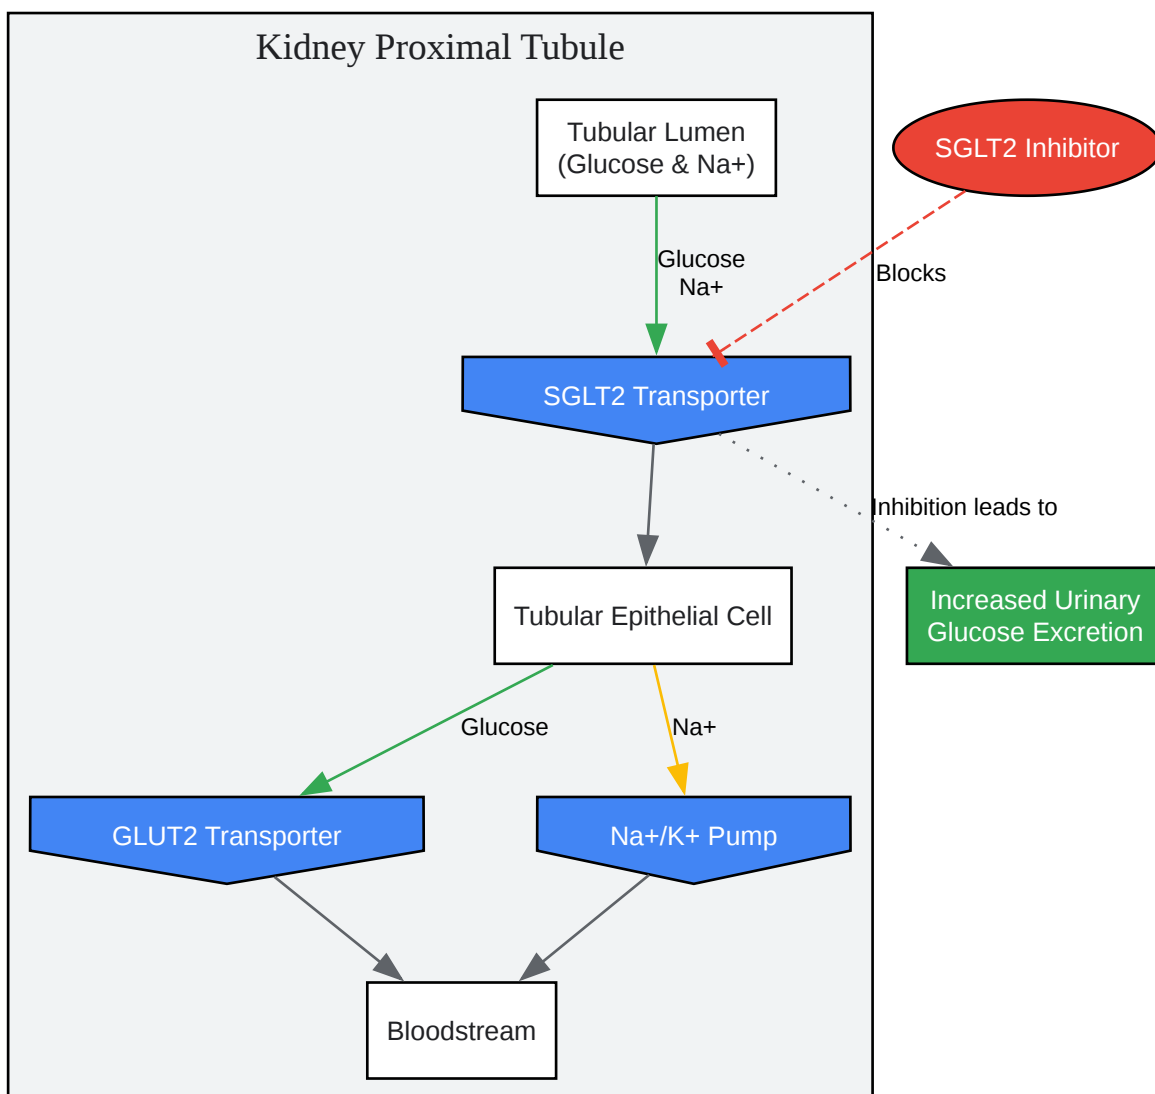 Kidney Proximal Tubule
Tubular Lumen
(Glucose & Na+)
SGLT2 Inhibitor
Glucose
Na+
Blocks
SGLT2 Transporter
Inhibition leads to
Tubular Epithelial Cell
Increased Urinary
Glucose Excretion
Glucose
Na+
GLUT2 Transporter
Na+/K+ Pump
Bloodstream